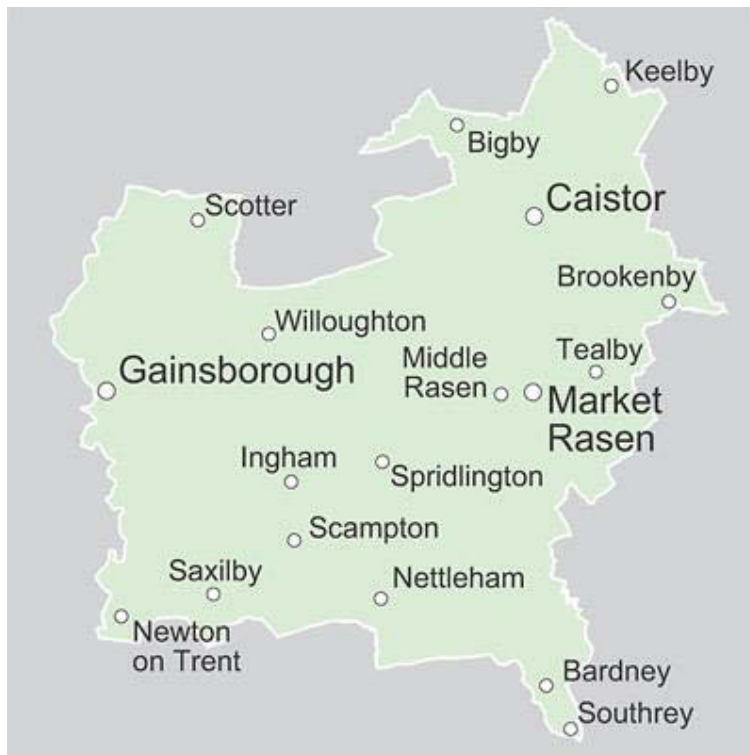 Keelby
Bigby
Caistor
Scotter
Brookenby
Willoughton
Tealby
Middle
Rasen
Gainsborough
Market
Rasen
Ingham
Spridlington
Scampton
Saxilby
Nettleham
Newton
on Trent
Bardney
Southrey